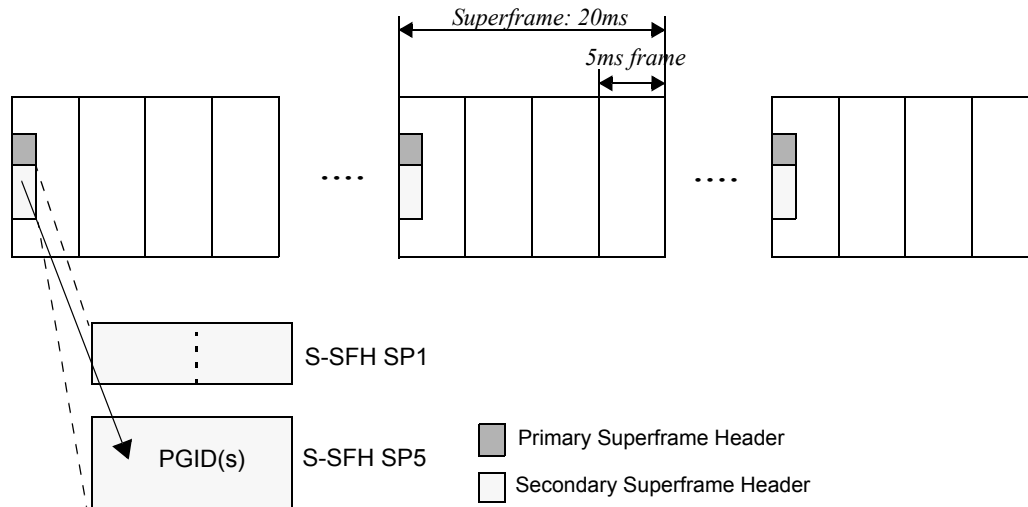 Superframe: 20ms
5ms frame
....
....
S-SFH SP1
PGID(s)
S-SFH SP5
Primary Superframe Header
Secondary Superframe Header